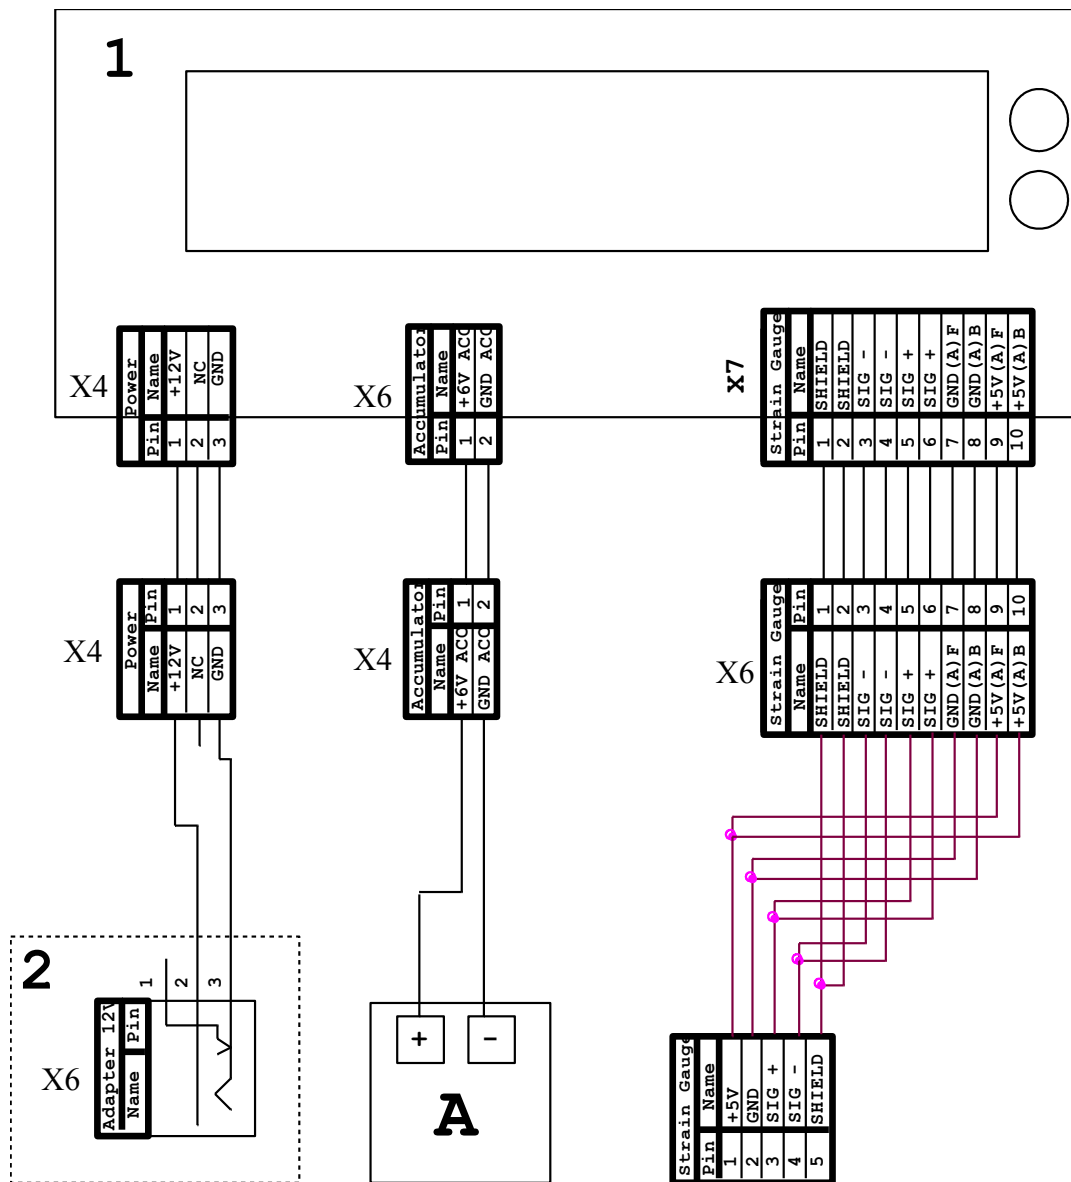 1
X4
Power
Pin Name
1 +12V
2 NC
3 GND
X6
Accumulator
Pin Name
1 +6V ACC
2 GND ACC
X7
Strain Gauge
Pin Name
1 SHIELD
2 SHIELD
3 SIG -
4 SIG -
5 SIG +
6 SIG +
7 GND(A)F
8 GND(A)B
9 +5V(A)F
10 +5V(A)B
X4
Power
Name Pin
+12V 1
NC 2
GND 3
X4
Accumulator
Name Pin
+6V ACC 1
GND ACC 2
X6
Strain Gauge
Name Pin
SHIELD 1
SHIELD 2
SIG - 3
SIG - 4
SIG + 5
SIG + 6
GND(A)F 7
GND(A)B 8
+5V(A)F 9
+5V(A)B 10
2
X6
Adapter 12V
Name Pin
1
2
3
+ -
A
Strain Gauge
Pin Name
1 +5V
2 GND
3 SIG +
4 SIG -
5 SHIELD